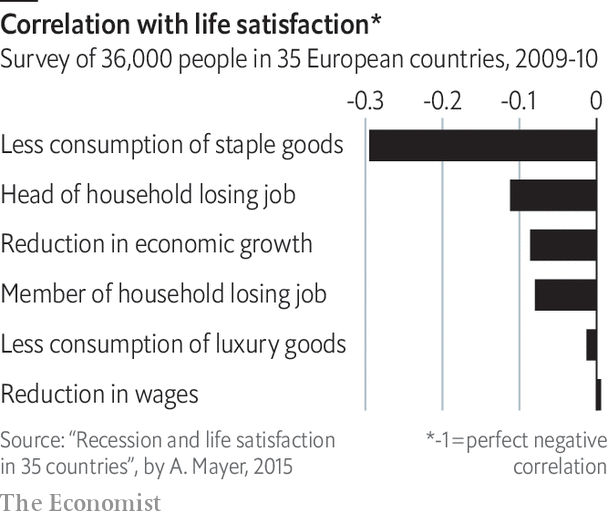 Correlation with life satisfaction*
Survey of 36,000 people in 35 European countries, 2009-10
-0.3 -0.2 -0.1 0
Less consumption of staple goods
Head of household losing job
Reduction in economic growth
Member of household losing job
Less consumption of luxury goods
Reduction in wages
Source: “Recession and life satisfaction
in 35 countries”, by A. Mayer, 2015
*-1=perfect negative
correlation
The Economist